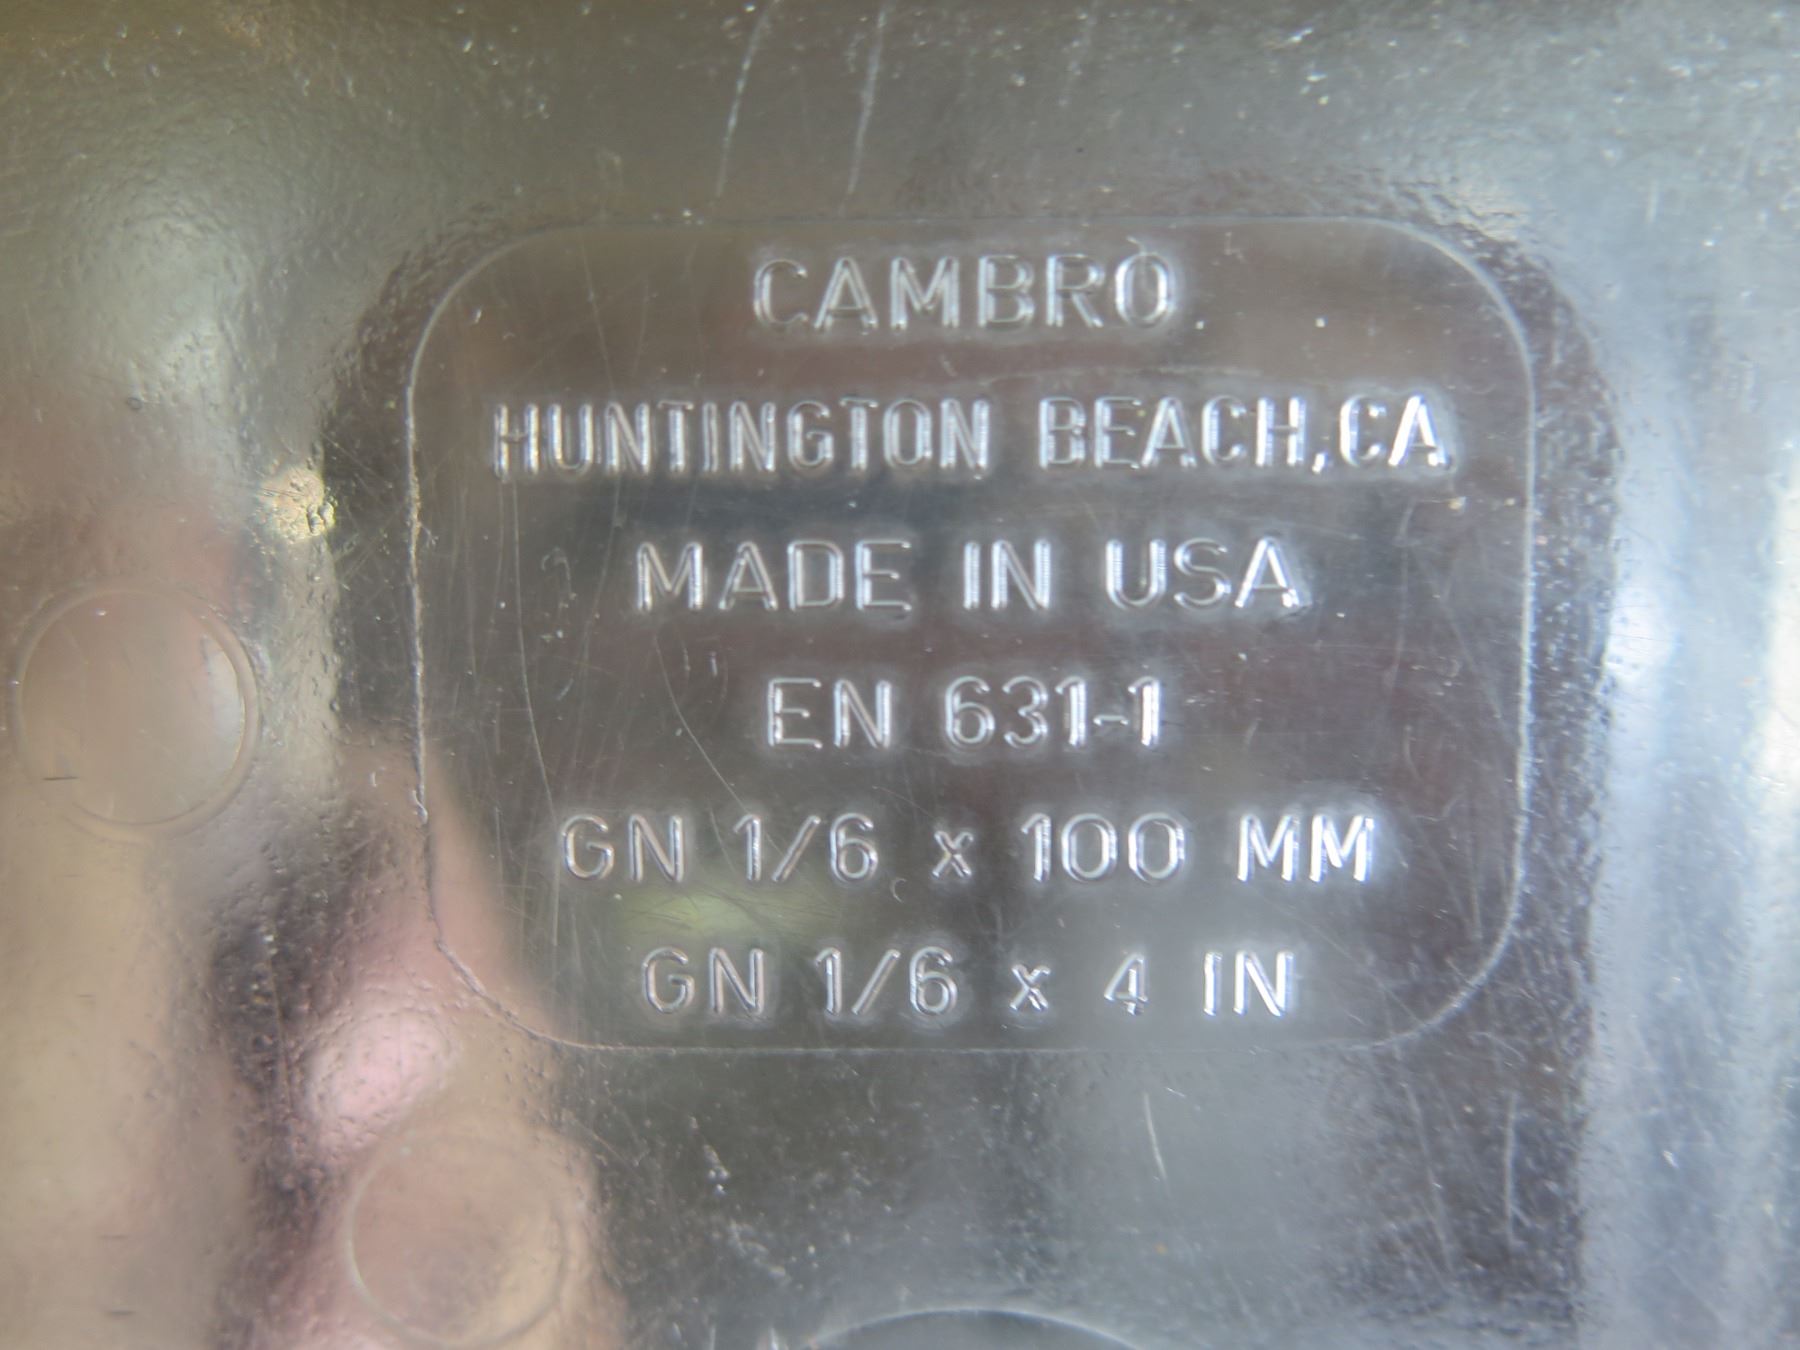 CAMBRO
HUNTINGTON BEACH,CA
MADE IN USA
EN 631-1
GN 1/6 x 100 MM
GN 1/6 x 4 IN